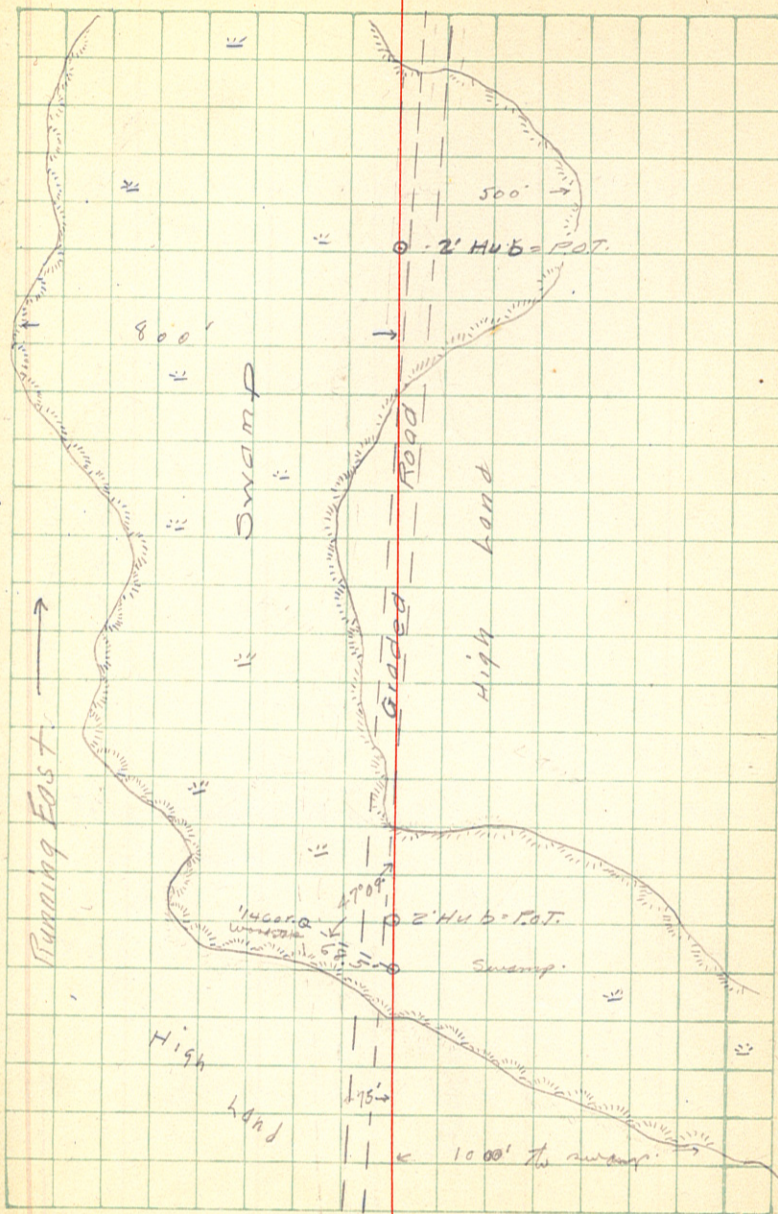 500'
2' Hub = P.O.T.
800'
Swamp
Graded Road
High Land
Running East
47°09'
2' Hub = P.O.T.
Swamp.
High Land
75'
1000' to swamp.